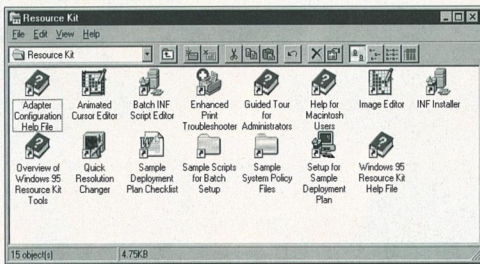 Resource Kit
File Edit View Help
Resource Kit
Adapter Configuration Help File
Animated Cursor Editor
Batch INF Script Editor
Enhanced Print Troubleshooter
Guided Tour for Administrators
Help for Macintosh Users
Image Editor
INF Installer
Overview of Windows 95 Resource Kit Tools
Quick Resolution Changer
Sample Deployment Plan Checklist
Sample Scripts for Batch Setup
Sample System Policy Files
Setup for Sample Deployment Plan
Windows 95 Resource Kit Help File
15 object(s) 4.75KB